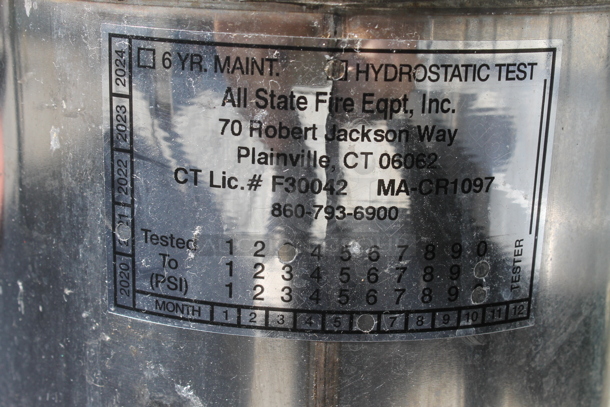 6 YR. MAINT. HYDROSTATIC TEST
All State Fire Eqpt, Inc.
70 Robert Jackson Way
Plainville, CT 06062
CT Lic.# F30042 MA-CR1097
860-793-6900
Tested 1 2 4 5 6 7 8 9 0
To 1 2 3 4 5 6 7 8 9
(PSI) 1 2 3 4 5 6 7 8 9
MONTH 1 2 3 4 5 7 8 9 10 11 12
2020 2021 2022 2023 2024
TESTER